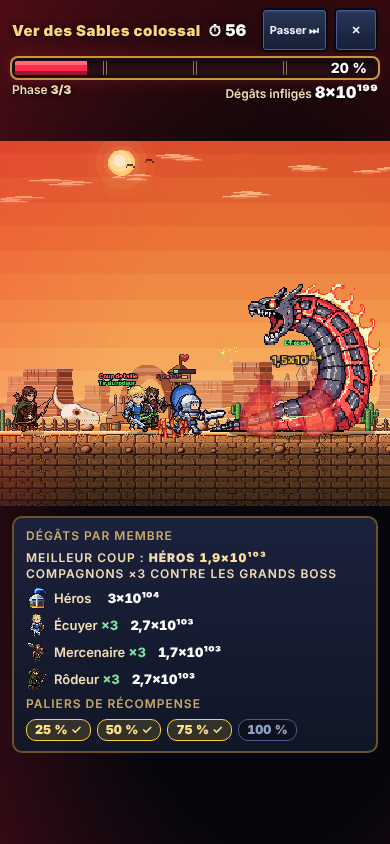 Ver des Sables colossal ⏱ 56
Passer ⏭
×
20 %
Phase 3/3
Dégâts infligés 8×10¹⁹⁹
DÉGÂTS PAR MEMBRE
MEILLEUR COUP : HÉROS 1,9×10¹⁰³
COMPAGNONS ×3 CONTRE LES GRANDS BOSS
Héros 3×10¹⁰⁴
Écuyer ×3 2,7×10¹⁰³
Mercenaire ×3 1,7×10¹⁰³
Rôdeur ×3 2,7×10¹⁰³
PALIERS DE RÉCOMPENSE
25 % ✓ 50 % ✓ 75 % ✓ 100 %